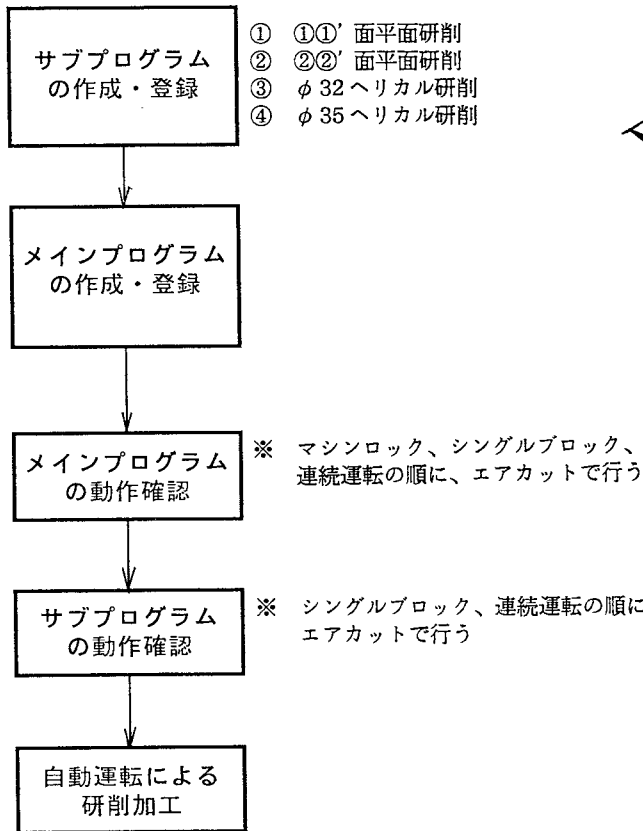 サブプログラム
の作成・登録
① ①①' 面平面研削
② ②②' 面平面研削
③ φ32ヘリカル研削
④ φ35ヘリカル研削
メインプログラム
の作成・登録
メインプログラム
の動作確認
※ マシンロック、シングルブロック、
連続運転の順に、エアカットで行う
サブプログラム
の動作確認
※ シングルブロック、連続運転の順に
エアカットで行う
自動運転による
研削加工